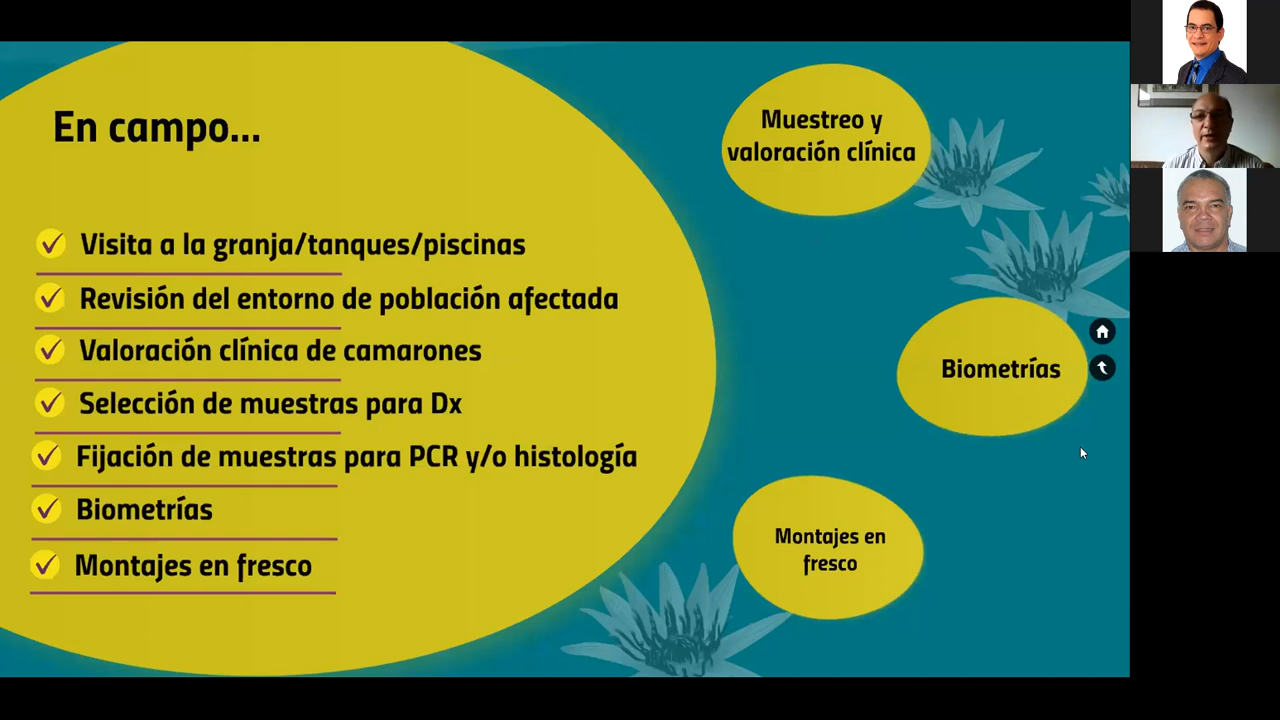 En campo...
Visita a la granja/tanques/piscinas
Revisión del entorno de población afectada
Valoración clínica de camarones
Selección de muestras para Dx
Fijación de muestras para PCR y/o histología
Biometrías
Montajes en fresco
Muestreo y
valoración clínica
Biometrías
Montajes en
fresco